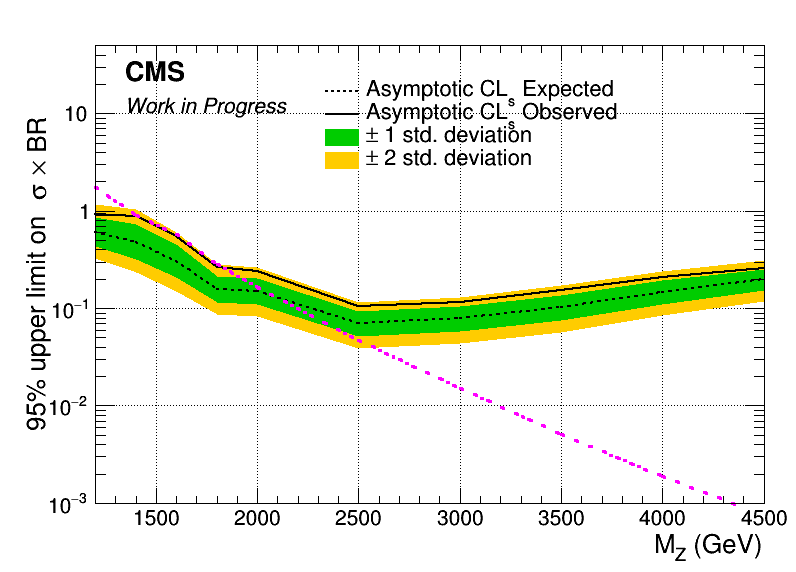 CMS
Work in Progress
Asymptotic CLs Expected
Asymptotic CLs Observed
± 1 std. deviation
± 2 std. deviation
95% upper limit on σ × BR
10
1
10⁻¹
10⁻²
10⁻³
1500 2000 2500 3000 3500 4000 4500
M_Z (GeV)